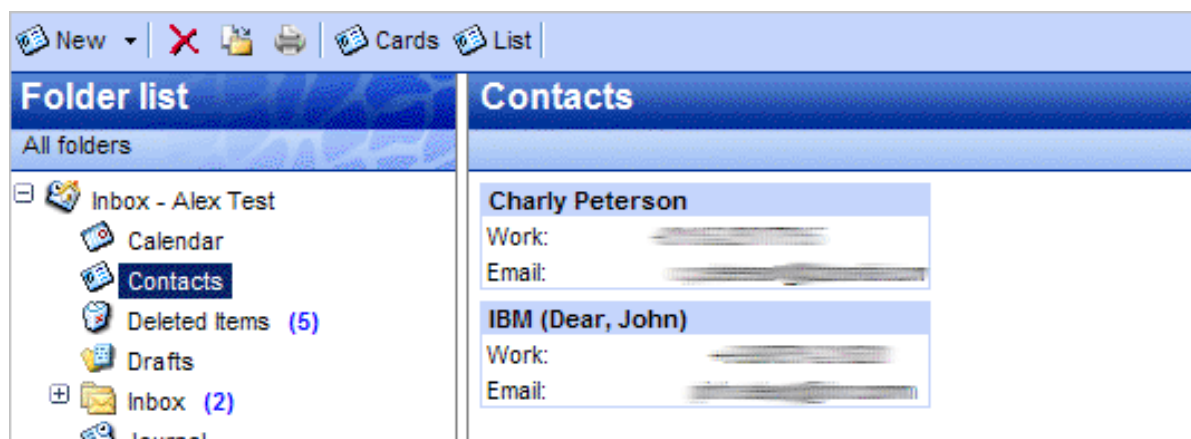 New Cards List
Folder list
All folders
Inbox - Alex Test
Calendar
Contacts
Deleted Items (5)
Drafts
Inbox (2)
Journal
Contacts
Charly Peterson
Work:
Email:
IBM (Dear, John)
Work:
Email: